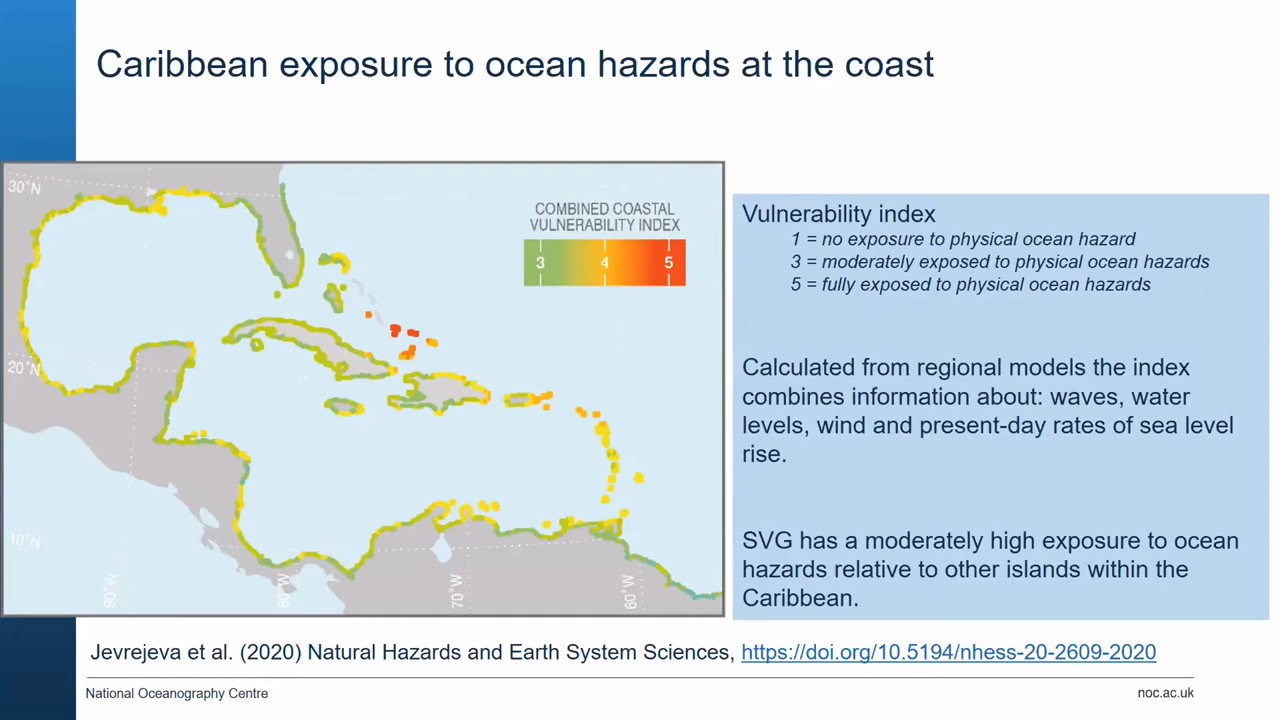 Caribbean exposure to ocean hazards at the coast
30°N
20°N
10°N
90°W
80°W
70°W
60°W
COMBINED COASTAL
VULNERABILITY INDEX
3 4 5
Vulnerability index
1 = no exposure to physical ocean hazard
3 = moderately exposed to physical ocean hazards
5 = fully exposed to physical ocean hazards
Calculated from regional models the index
combines information about: waves, water
levels, wind and present-day rates of sea level
rise.
SVG has a moderately high exposure to ocean
hazards relative to other islands within the
Caribbean.
Jevrejeva et al. (2020) Natural Hazards and Earth System Sciences, https://doi.org/10.5194/nhess-20-2609-2020
National Oceanography Centre
noc.ac.uk